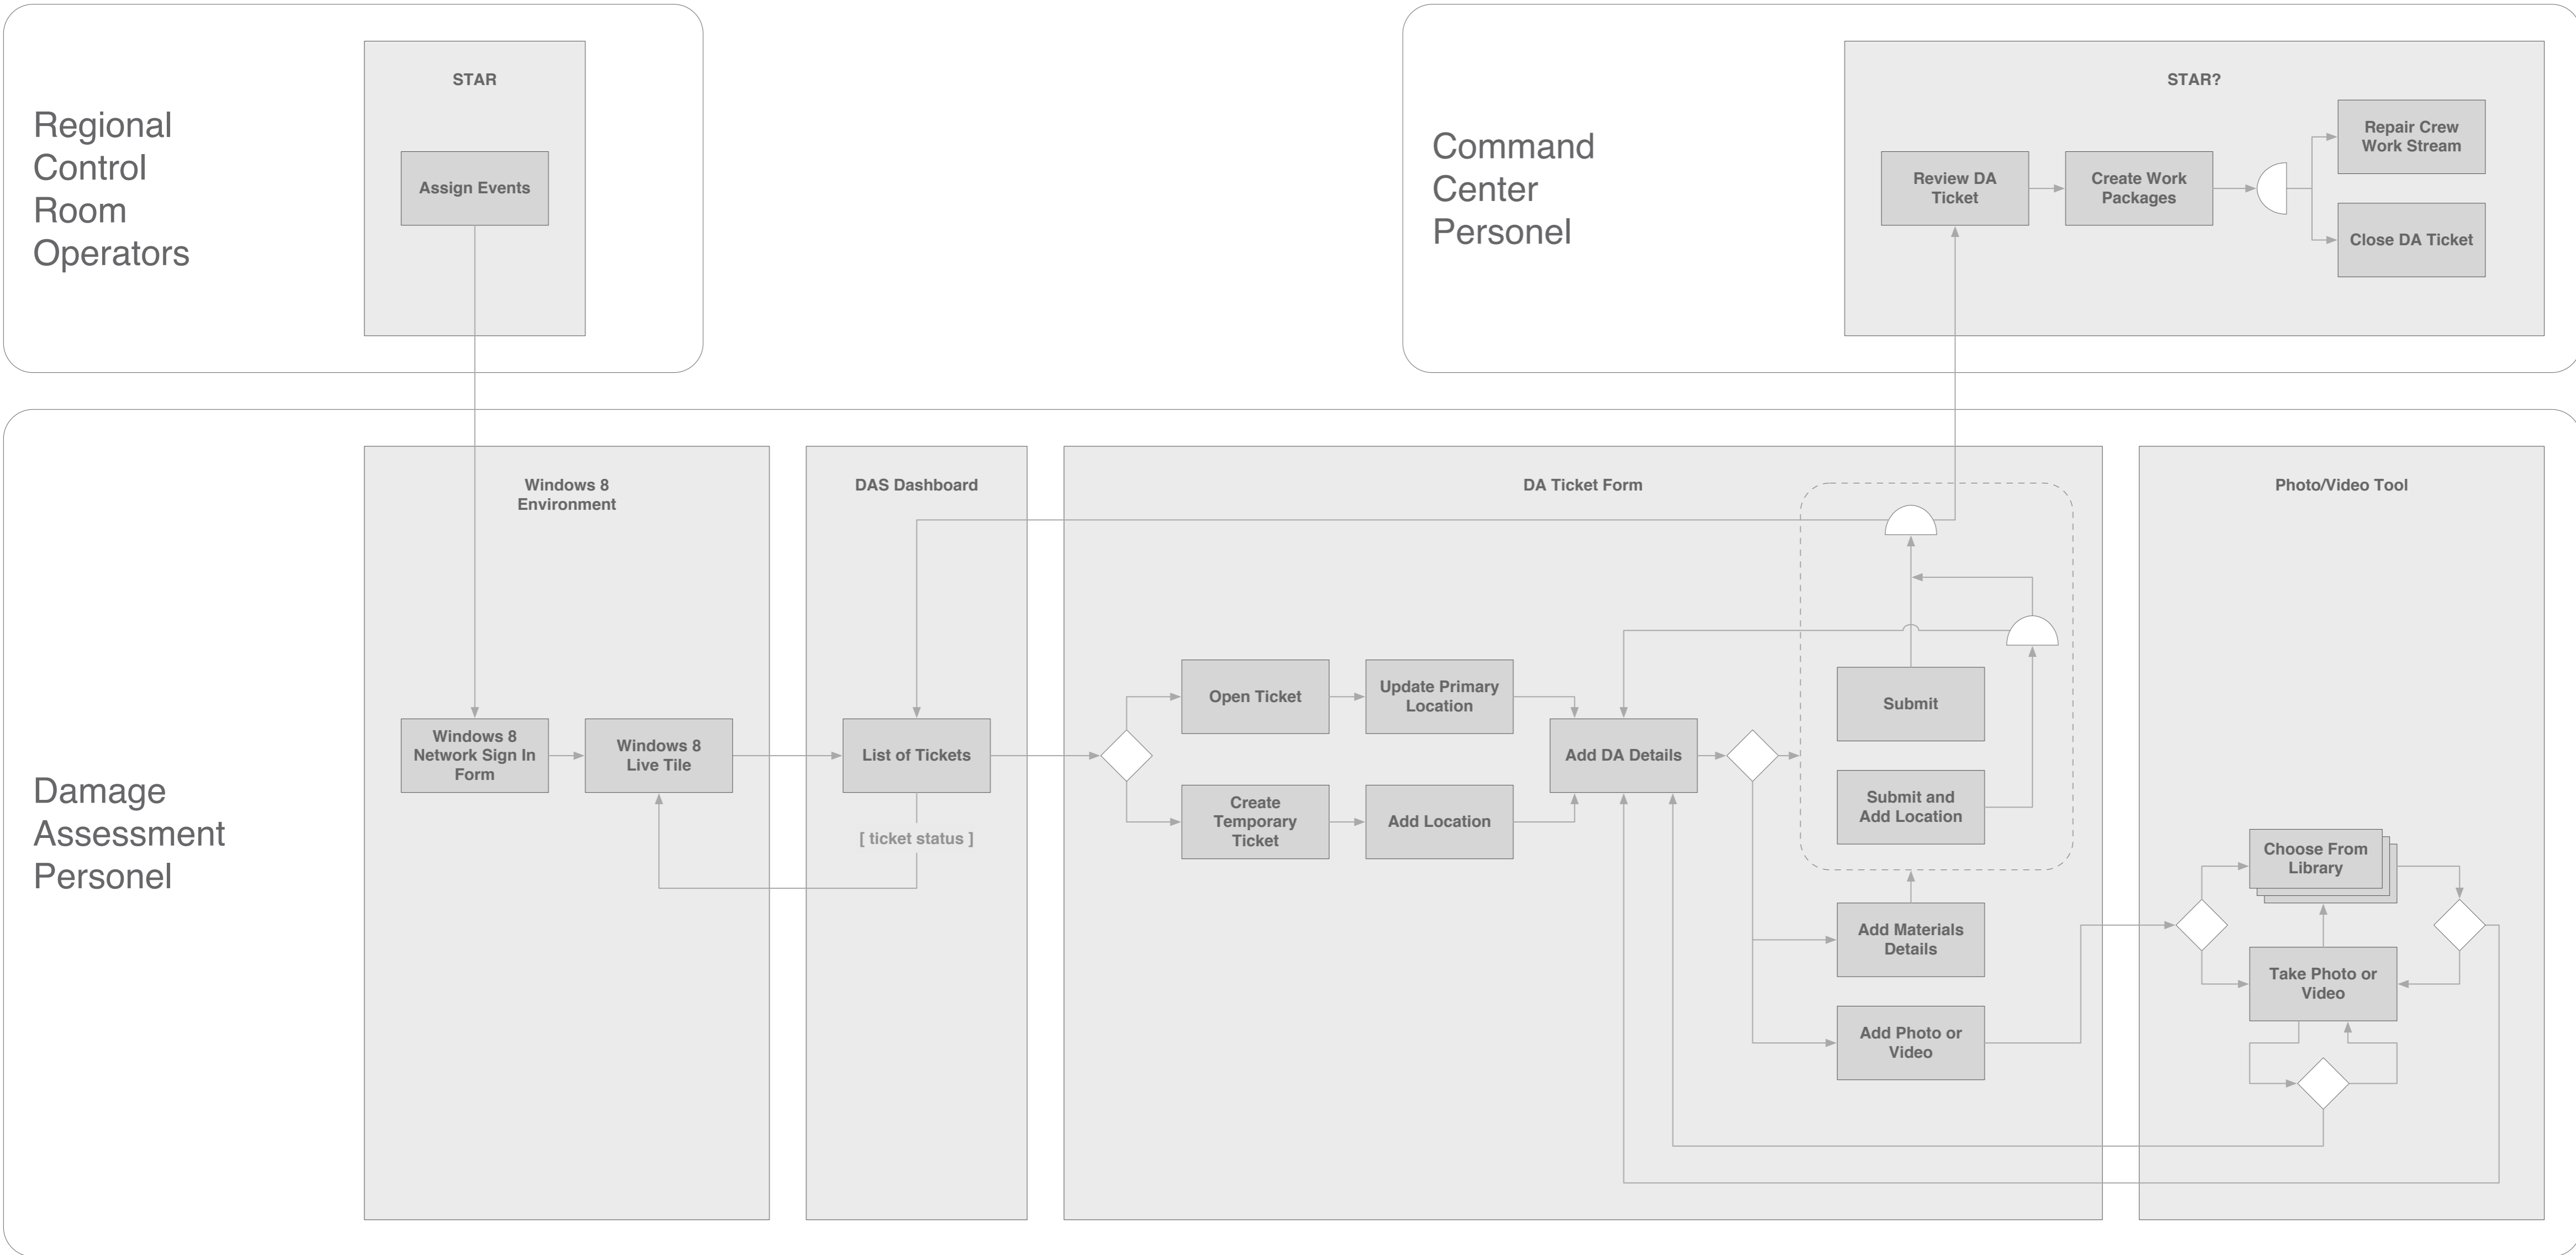 Regional
Control
Room
Operators
STAR
Assign Events
Command
Center
Personel
STAR?
Review DA
Ticket
Create Work
Packages
Repair Crew
Work Stream
Close DA Ticket
Damage
Assessment
Personel
Windows 8
Environment
Windows 8
Network Sign In
Form
Windows 8
Live Tile
DAS Dashboard
List of Tickets
[ ticket status ]
DA Ticket Form
Open Ticket
Update Primary
Location
Create
Temporary
Ticket
Add Location
Add DA Details
Submit
Submit and
Add Location
Add Materials
Details
Add Photo or
Video
Photo/Video Tool
Choose From
Library
Take Photo or
Video